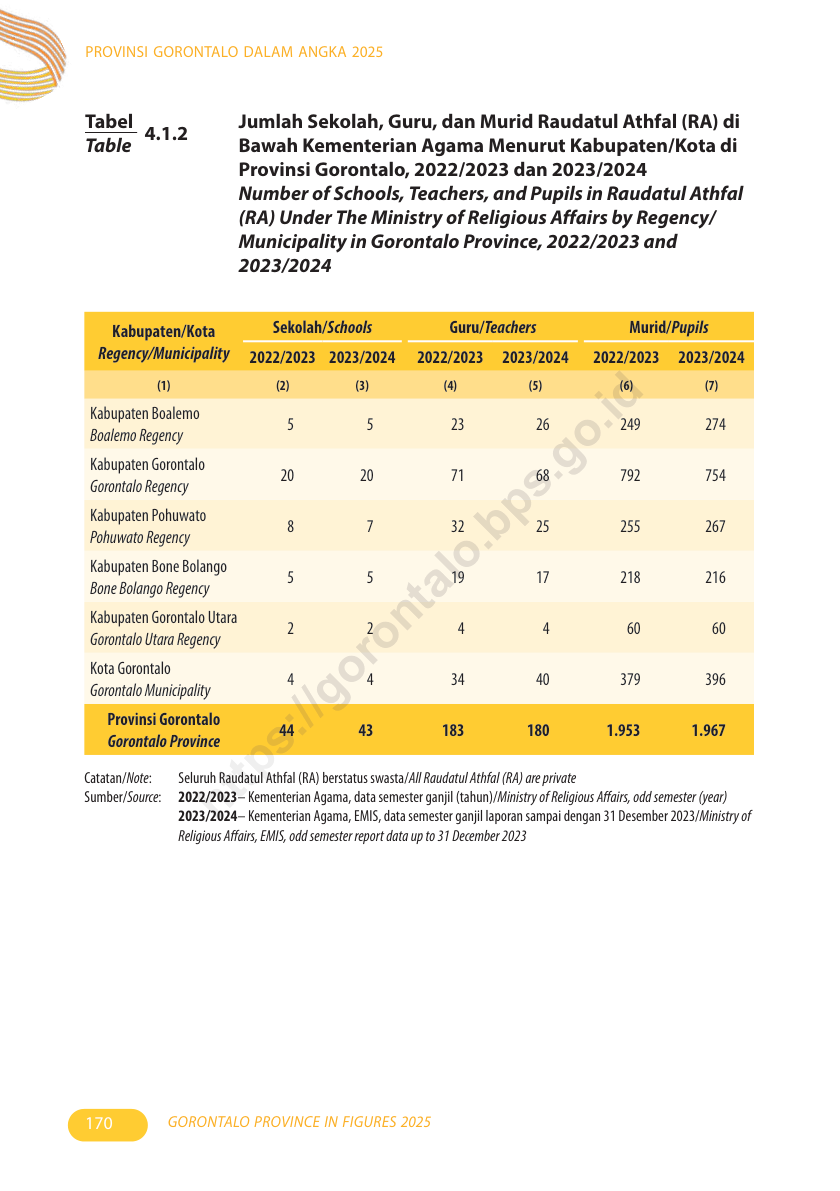 PROVINSI GORONTALO DALAM ANGKA 2025
Tabel
Table
4.1.2
Jumlah Sekolah, Guru, dan Murid Raudatul Athfal (RA) di
Bawah Kementerian Agama Menurut Kabupaten/Kota di
Provinsi Gorontalo, 2022/2023 dan 2023/2024
Number of Schools, Teachers, and Pupils in Raudatul Athfal
(RA) Under The Ministry of Religious Affairs by Regency/
Municipality in Gorontalo Province, 2022/2023 and
2023/2024
Kabupaten/Kota
Regency/Municipality
Sekolah/Schools Guru/Teachers Murid/Pupils
2022/2023 2023/2024 2022/2023 2023/2024 2022/2023 2023/2024
(1) (2) (3) (4) (5) (6) (7)
Kabupaten Boalemo
Boalemo Regency
5 5 23 26 249 274
Kabupaten Gorontalo
Gorontalo Regency
20 20 71 68 792 754
Kabupaten Pohuwato
Pohuwato Regency
8 7 32 25 255 267
Kabupaten Bone Bolango
Bone Bolango Regency
5 5 19 17 218 216
Kabupaten Gorontalo Utara
Gorontalo Utara Regency
2 2 4 4 60 60
Kota Gorontalo
Gorontalo Municipality
4 4 34 40 379 396
Provinsi Gorontalo
Gorontalo Province
44 43 183 180 1.953 1.967
Catatan/Note: Seluruh Raudatul Athfal (RA) berstatus swasta/All Raudatul Athfal (RA) are private
Sumber/Source: 2022/2023– Kementerian Agama, data semester ganjil (tahun)/Ministry of Religious Affairs, odd semester (year)
2023/2024– Kementerian Agama, EMIS, data semester ganjil laporan sampai dengan 31 Desember 2023/Ministry of
Religious Affairs, EMIS, odd semester report data up to 31 December 2023
https://gorontalo.bps.go.id
170
GORONTALO PROVINCE IN FIGURES 2025